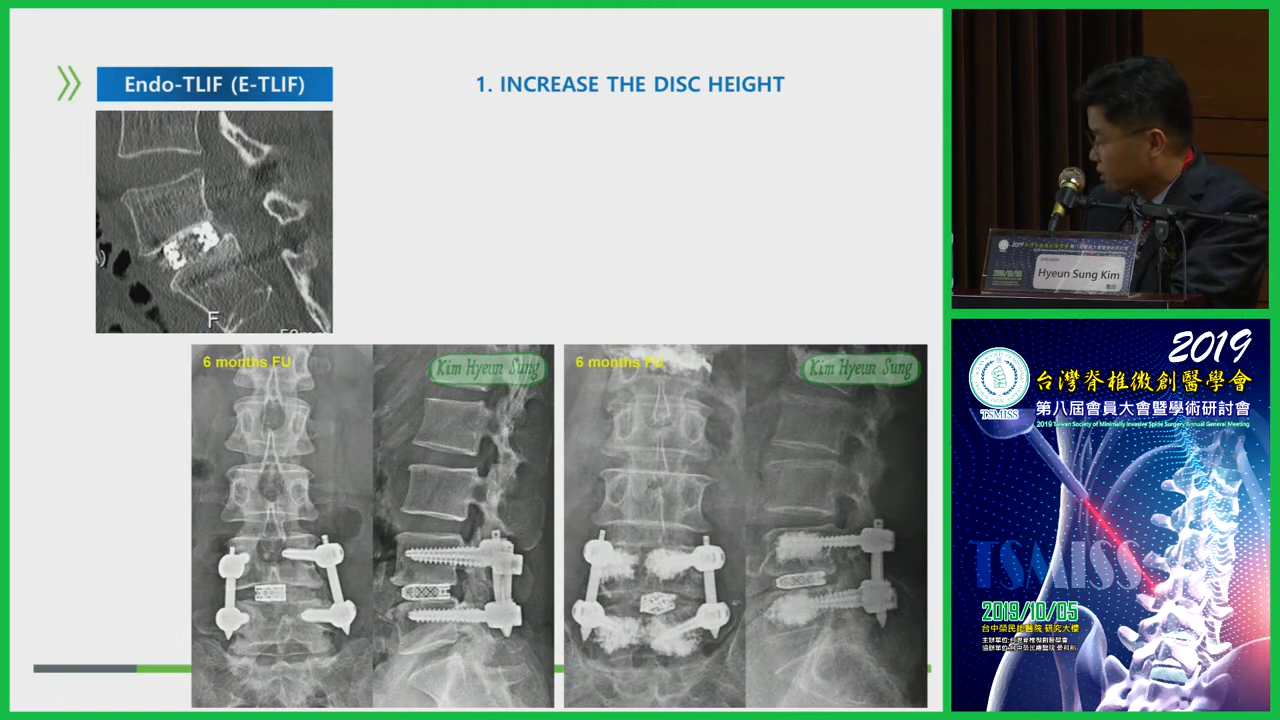 Endo-TLIF (E-TLIF)
1. INCREASE THE DISC HEIGHT
F
6 months FU
Kim Hyeun Sung
6 months FU
Kim Hyeun Sung
Hyeun Sung Kim
2019
台灣脊椎微創醫學會
第八屆會員大會暨學術研討會
2019 Taiwan Society of Minimally Invasive Spine Surgery Annual General Meeting
TSMISS
TSMISS
2019/10/05
台中榮民總醫院 研究大樓